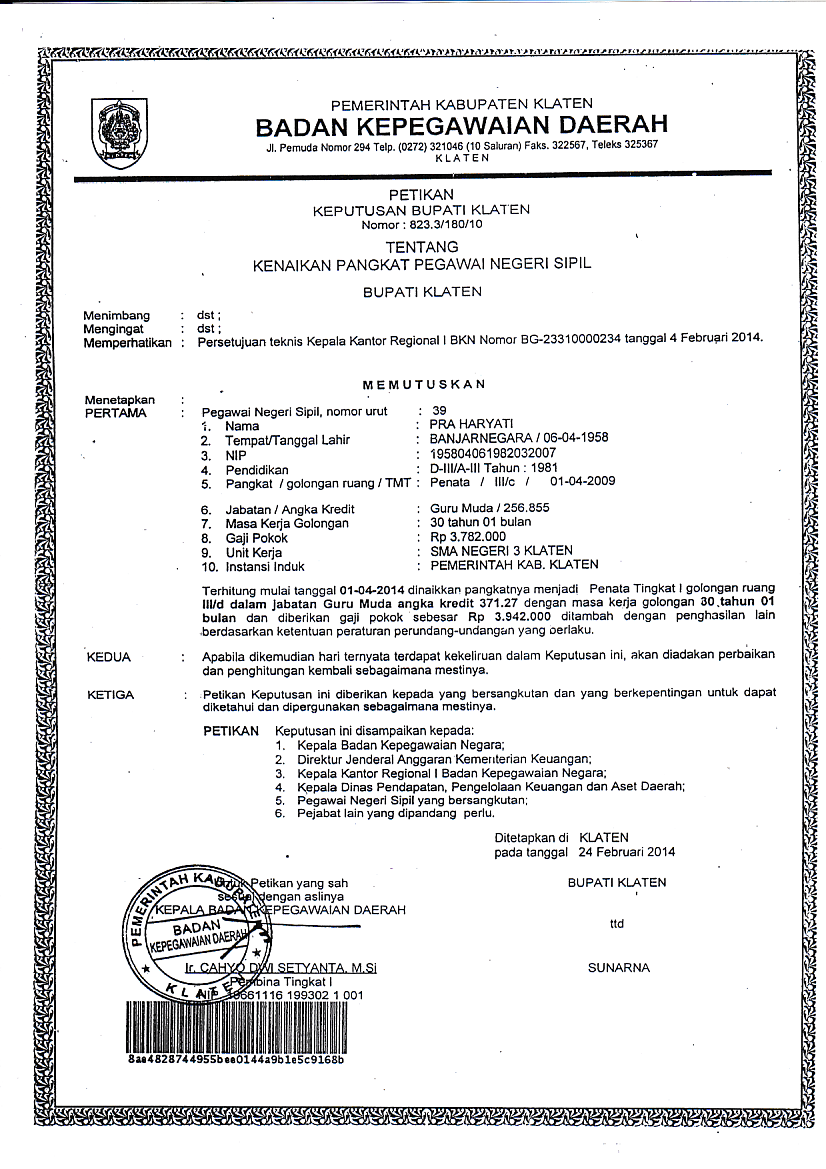 PEMERINTAH KABUPATEN KLATEN
BADAN KEPEGAWAIAN DAERAH
Jl. Pemuda Nomor 294 Telp. (0272) 321046 (10 Saluran) Faks. 322567, Teleks 325367
KLATEN
PETIKAN
KEPUTUSAN BUPATI KLATEN
Nomor : 823.3/180/10
TENTANG
KENAIKAN PANGKAT PEGAWAI NEGERI SIPIL
BUPATI KLATEN
Menimbang : dst ;
Mengingat : dst ;
Memperhatikan : Persetujuan teknis Kepala Kantor Regional I BKN Nomor BG-23310000234 tanggal 4 Februari 2014.
MEMUTUSKAN
Menetapkan :
PERTAMA : Pegawai Negeri Sipil, nomor urut : 39
1. Nama : PRA HARYATI
2. Tempat/Tanggal Lahir : BANJARNEGARA / 06-04-1958
3. NIP : 195804061982032007
4. Pendidikan : D-III/A-III Tahun : 1981
5. Pangkat / golongan ruang / TMT : Penata / III/c / 01-04-2009
6. Jabatan / Angka Kredit : Guru Muda / 256.855
7. Masa Kerja Golongan : 30 tahun 01 bulan
8. Gaji Pokok : Rp 3.782.000
9. Unit Kerja : SMA NEGERI 3 KLATEN
10. Instansi Induk : PEMERINTAH KAB. KLATEN
Terhitung mulai tanggal 01-04-2014 dinaikkan pangkatnya menjadi Penata Tingkat I golongan ruang
III/d dalam jabatan Guru Muda angka kredit 371.27 dengan masa kerja golongan 30 tahun 01
bulan dan diberikan gaji pokok sebesar Rp 3.942.000 ditambah dengan penghasilan lain
berdasarkan ketentuan peraturan perundang-undangan yang berlaku.
KEDUA : Apabila dikemudian hari ternyata terdapat kekeliruan dalam Keputusan ini, akan diadakan perbaikan
dan penghitungan kembali sebagaimana mestinya.
KETIGA : Petikan Keputusan ini diberikan kepada yang bersangkutan dan yang berkepentingan untuk dapat
diketahui dan dipergunakan sebagaimana mestinya.
PETIKAN Keputusan ini disampaikan kepada:
1. Kepala Badan Kepegawaian Negara;
2. Direktur Jenderal Anggaran Kementerian Keuangan;
3. Kepala Kantor Regional I Badan Kepegawaian Negara;
4. Kepala Dinas Pendapatan, Pengelolaan Keuangan dan Aset Daerah;
5. Pegawai Negeri Sipil yang bersangkutan;
6. Pejabat lain yang dipandang perlu.
Ditetapkan di KLATEN
pada tanggal 24 Februari 2014
Untuk Petikan yang sah
sesuai dengan aslinya
KEPALA BADAN KEPEGAWAIAN DAERAH
BUPATI KLATEN
ttd
SUNARNA
PEMERINTAH KABUPATEN
BADAN
KEPEGAWAIAN DAERAH
KLATEN
Ir. CAHYO DWI SETYANTA, M.Si
Pembina Tingkat I
NIP 19661116 199302 1 001
8aa4828744955bee0144a9b1e5c9168b